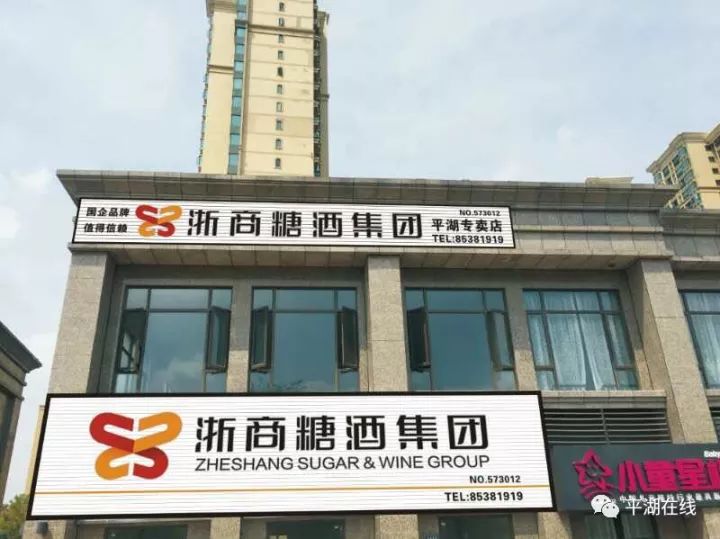 国企品牌
值得信赖
浙商糖酒集团
NO.573012
平湖专卖店
TEL:85381919
浙商糖酒集团
ZHESHANG SUGAR & WINE GROUP
NO.573012
TEL:85381919
Baby
小童星
平湖在线